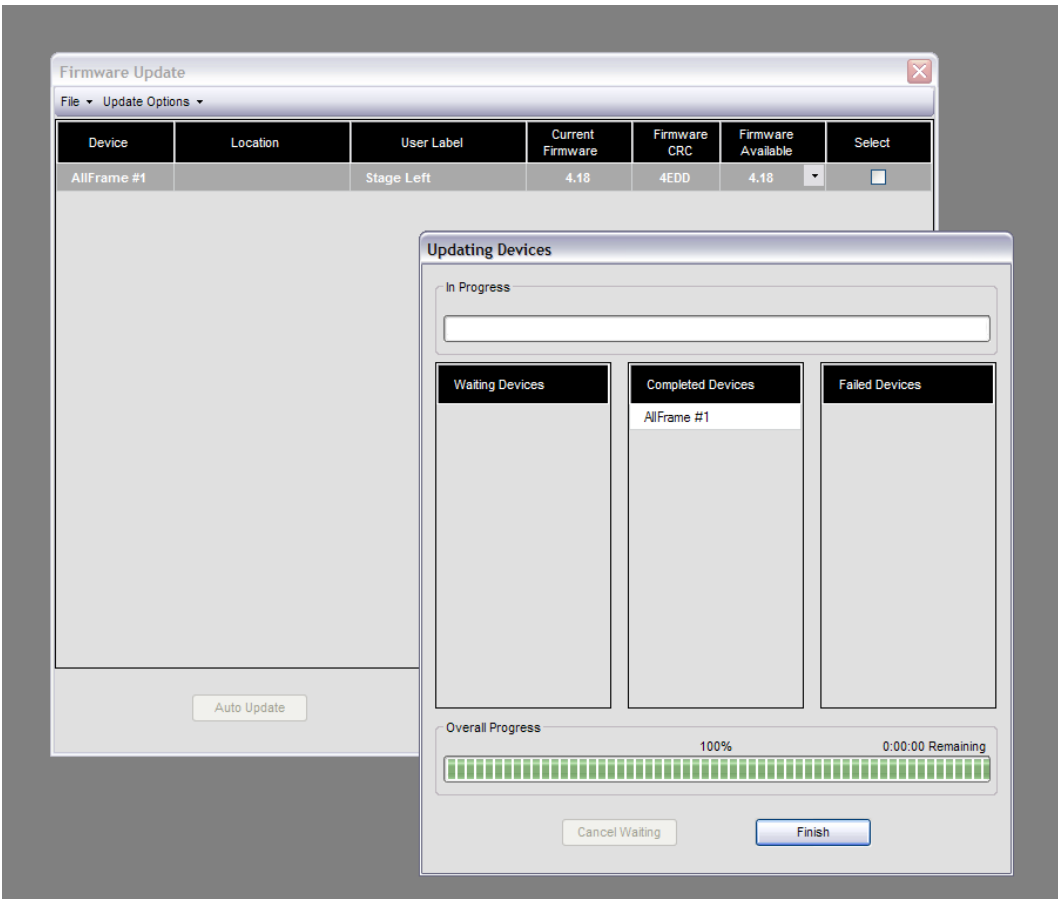 Firmware Update
File Update Options
Device Location User Label Current Firmware Firmware CRC Firmware Available Select
AllFrame #1 Stage Left 4.18 4EDD 4.18
Updating Devices
In Progress
Waiting Devices Completed Devices Failed Devices
AllFrame #1
Auto Update
Overall Progress
100% 0:00:00 Remaining
Cancel Waiting Finish